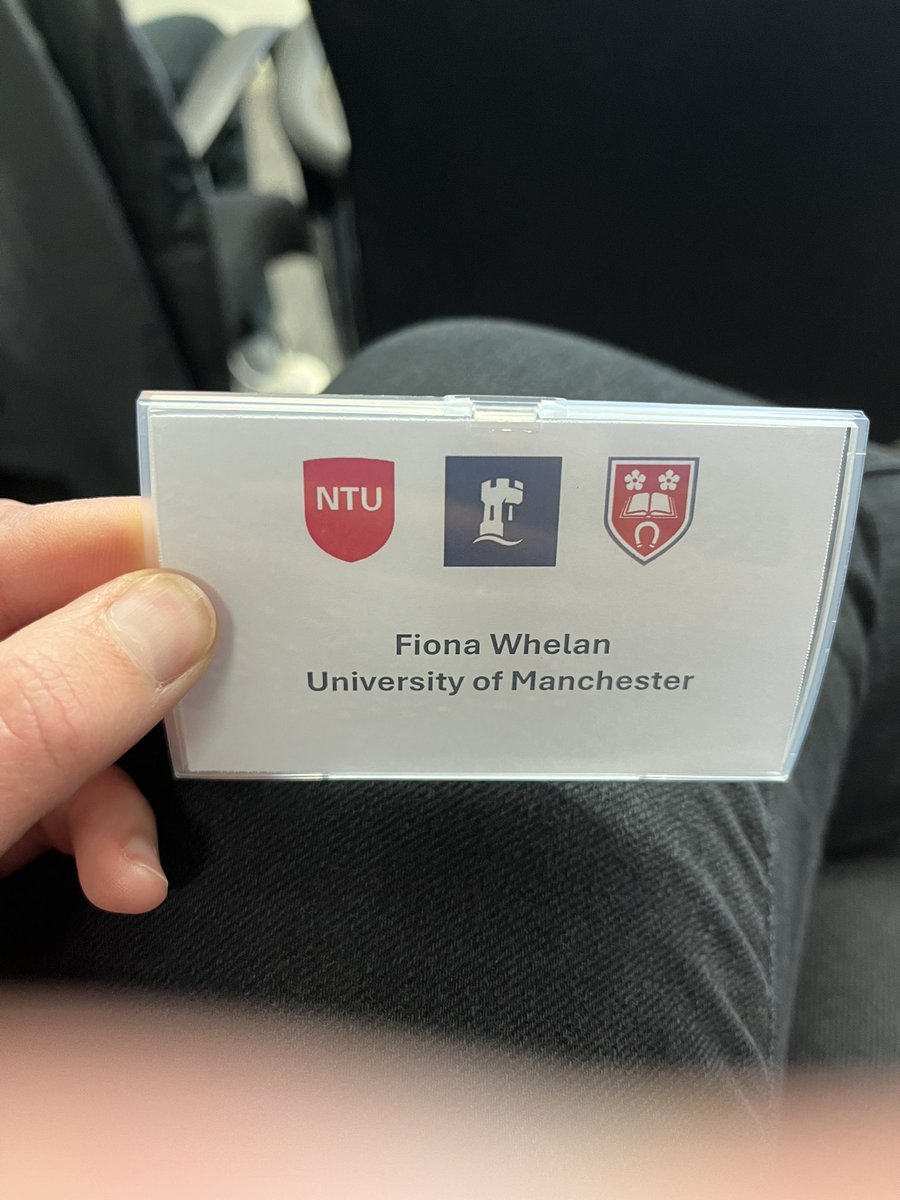 NTU
Fiona Whelan
University of Manchester